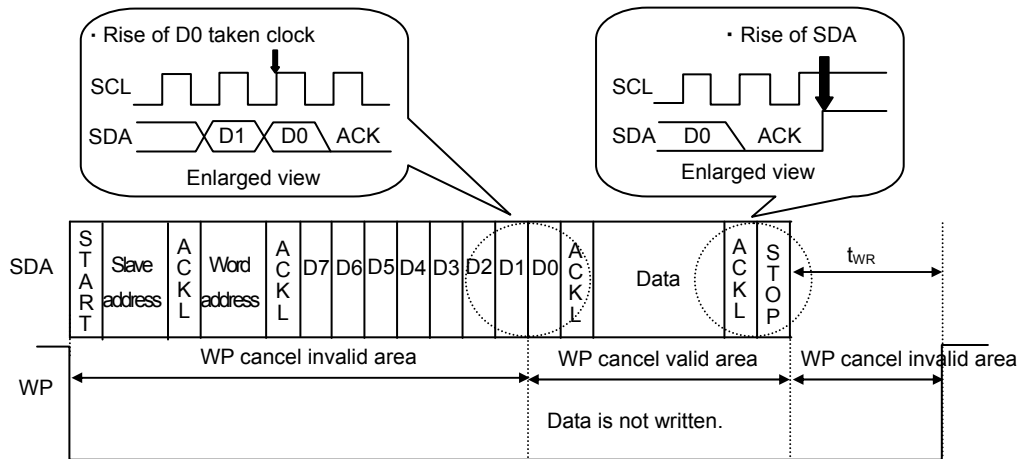 ・Rise of D0 taken clock
SCL
SDA D1 D0 ACK
Enlarged view
・Rise of SDA
SCL
SDA D0 ACK
Enlarged view
SDA START Slave address ACKL Word address ACKL D7 D6 D5 D4 D3 D2 D1 D0 ACKL Data ACKL STOP tWR
WP cancel invalid area WP cancel valid area WP cancel invalid area
WP
Data is not written.